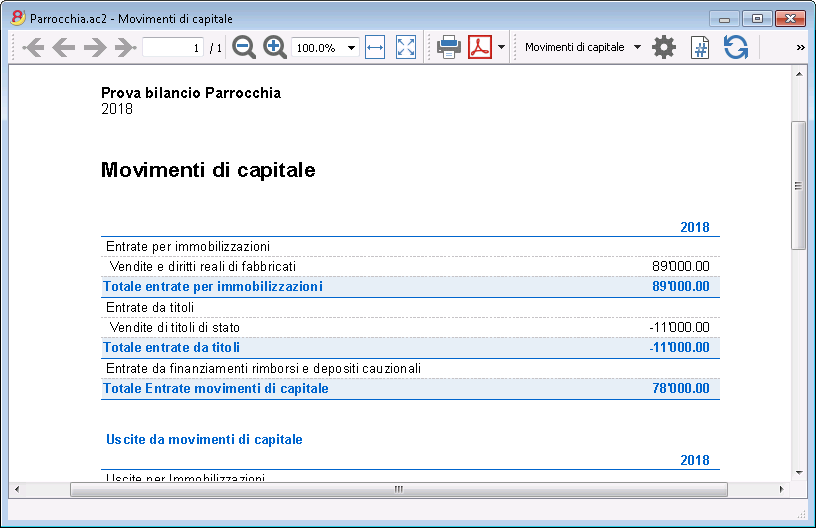 Parrocchia.ac2 - Movimenti di capitale
1 / 1 100.0% Movimenti di capitale # »
Prova bilancio Parrocchia
2018
Movimenti di capitale
2018
Entrate per immobilizzazioni
Vendite e diritti reali di fabbricati 89'000.00
Totale entrate per immobilizzazioni 89'000.00
Entrate da titoli
Vendite di titoli di stato -11'000.00
Totale entrate da titoli -11'000.00
Entrate da finanziamenti rimborsi e depositi cauzionali
Totale Entrate movimenti di capitale 78'000.00
Uscite da movimenti di capitale
2018
Uscite per Immobilizzazioni